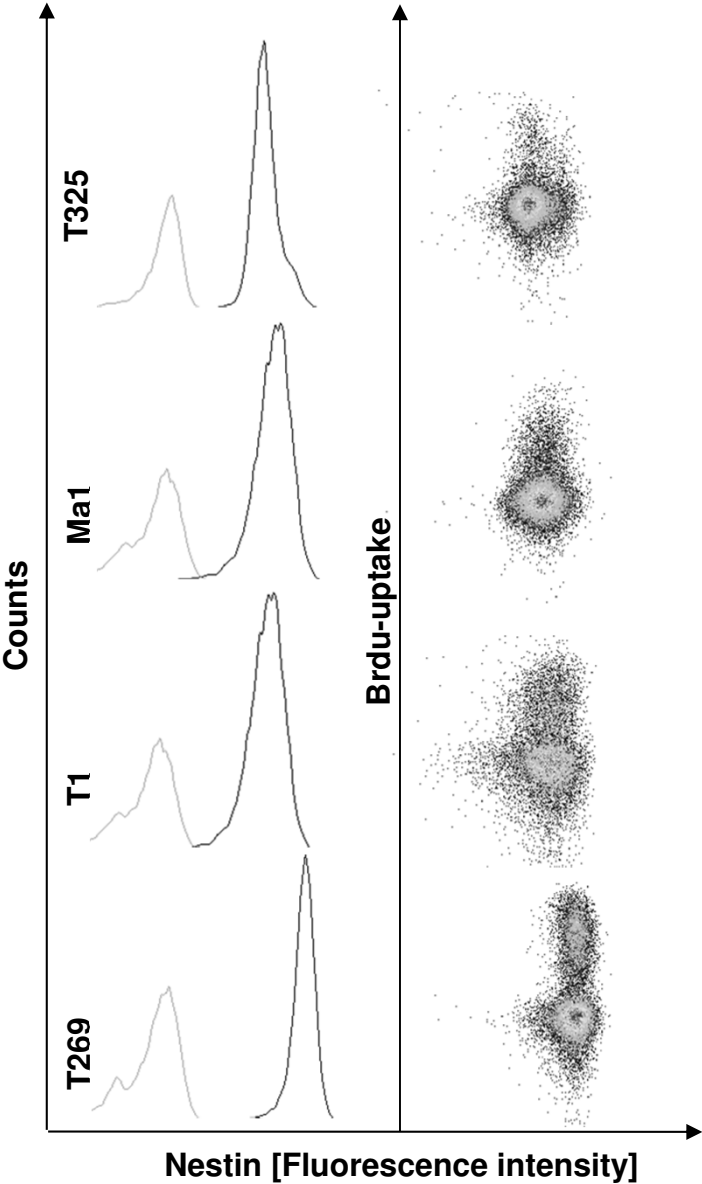 T325
Ma1
T1
T269
Counts
Brdu-uptake
Nestin [Fluorescence intensity]